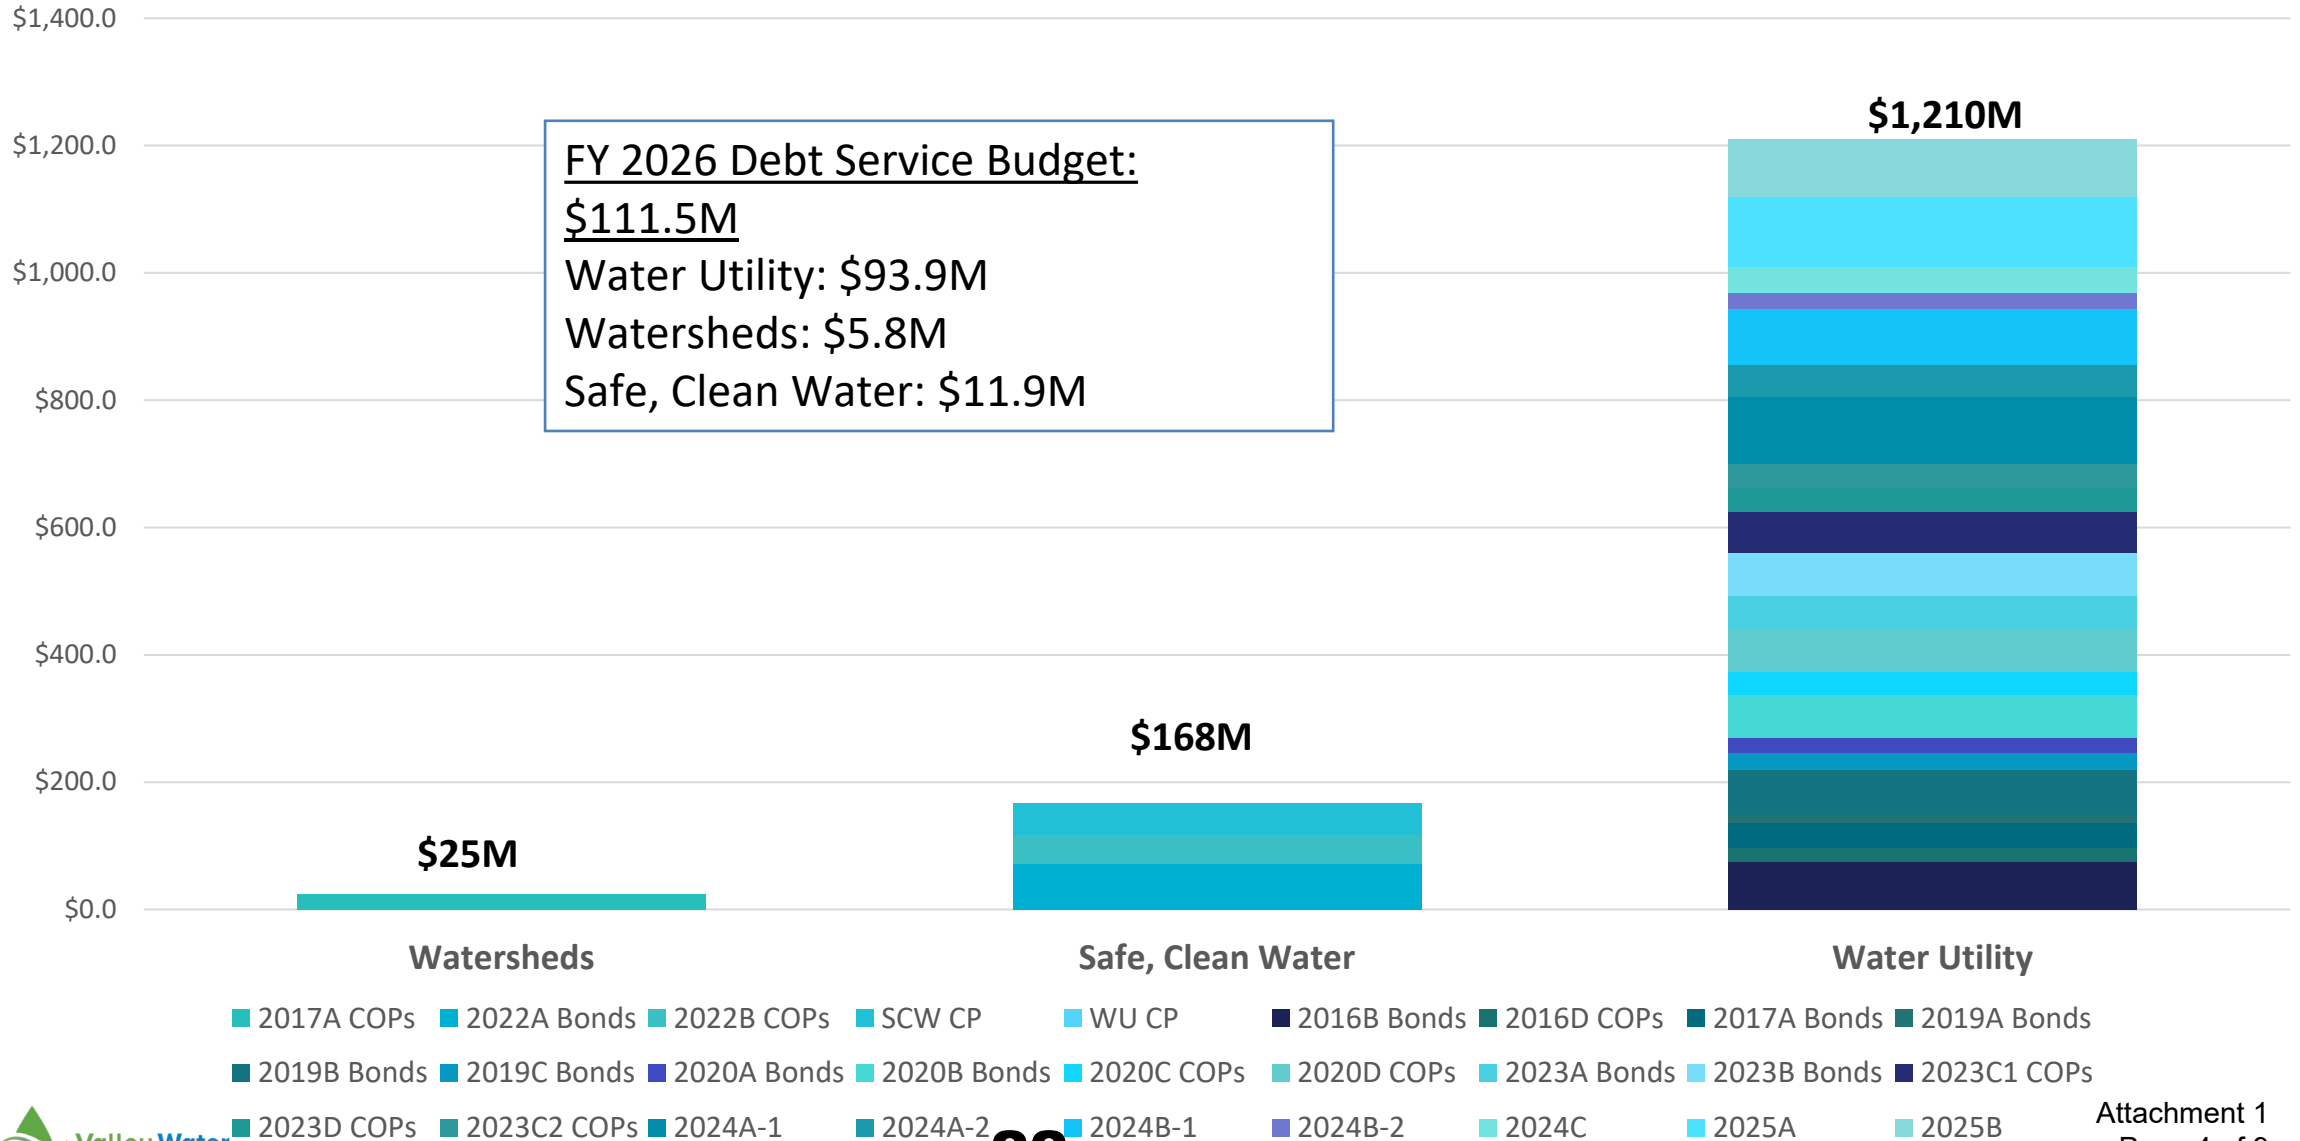 $1,400.0
$1,200.0
$1,000.0
$800.0
$600.0
$400.0
$200.0
$0.0
FY 2026 Debt Service Budget:
$111.5M
Water Utility: $93.9M
Watersheds: $5.8M
Safe, Clean Water: $11.9M
$25M
$168M
$1,210M
Watersheds
Safe, Clean Water
Water Utility
2017A COPs 2022A Bonds 2022B COPs SCW CP WU CP 2016B Bonds 2016D COPs 2017A Bonds 2019A Bonds
2019B Bonds 2019C Bonds 2020A Bonds 2020B Bonds 2020C COPs 2020D COPs 2023A Bonds 2023B Bonds 2023C1 COPs
2023D COPs 2023C2 COPs 2024A-1 2024A-2 2024B-1 2024B-2 2024C 2025A 2025B
Valley Water
Attachment 1